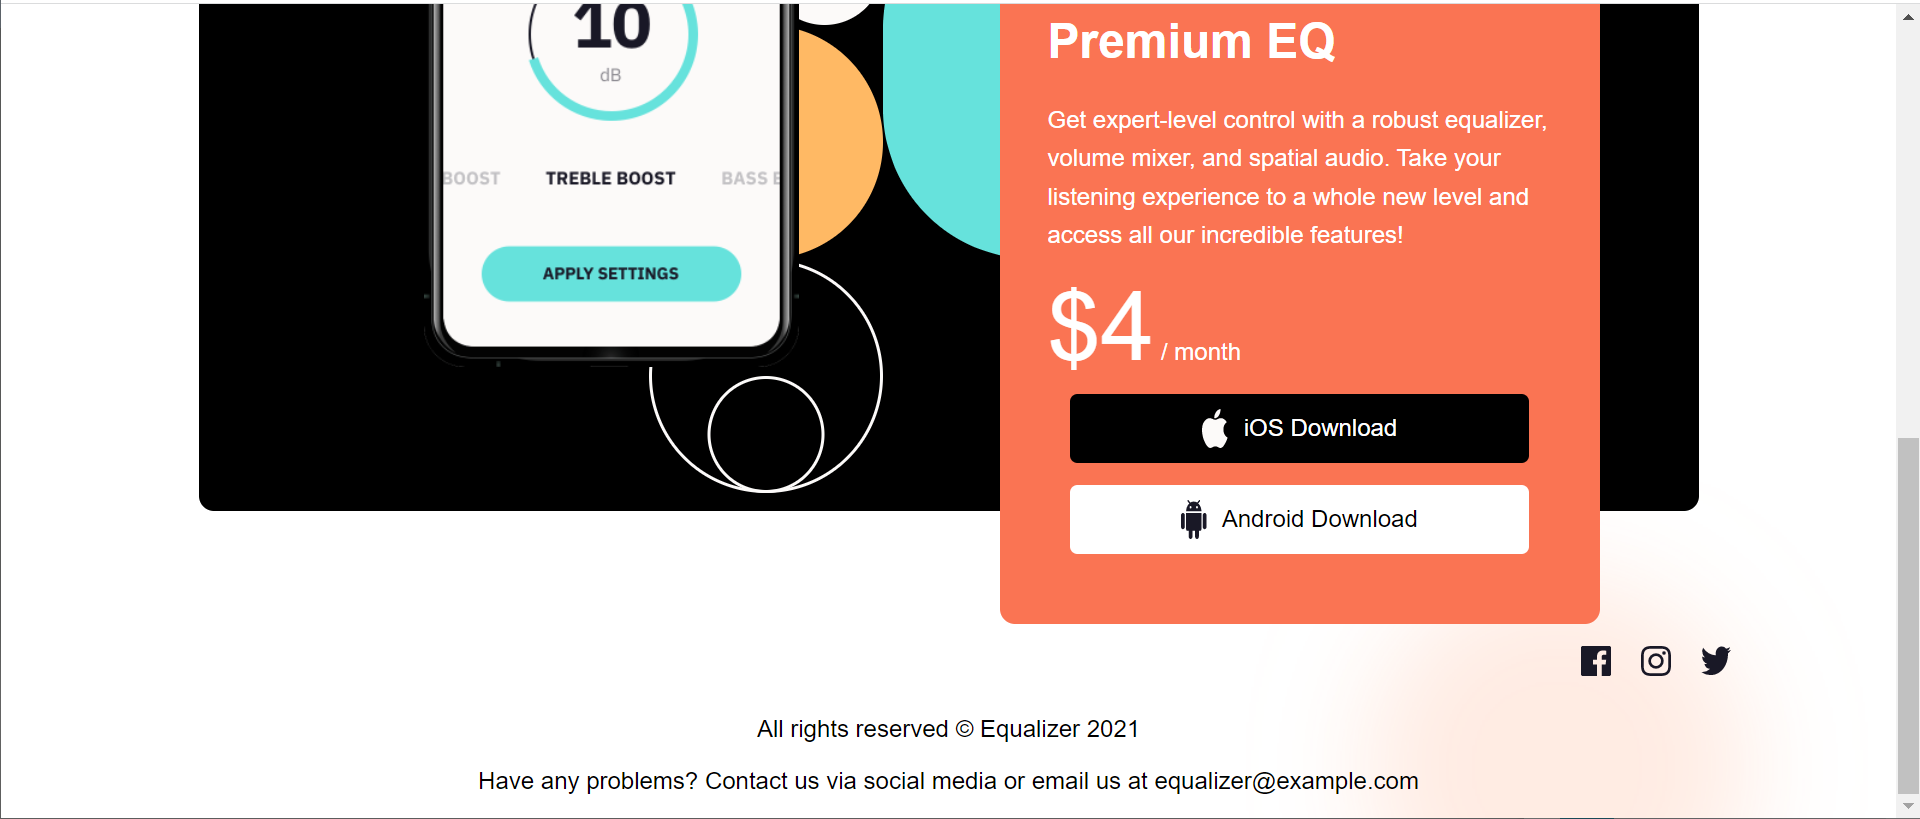 10
dB
BOOST TREBLE BOOST BASS
APPLY SETTINGS
Premium EQ
Get expert-level control with a robust equalizer,
volume mixer, and spatial audio. Take your
listening experience to a whole new level and
access all our incredible features!
$4 / month
iOS Download
Android Download
All rights reserved © Equalizer 2021
Have any problems? Contact us via social media or email us at equalizer@example.com